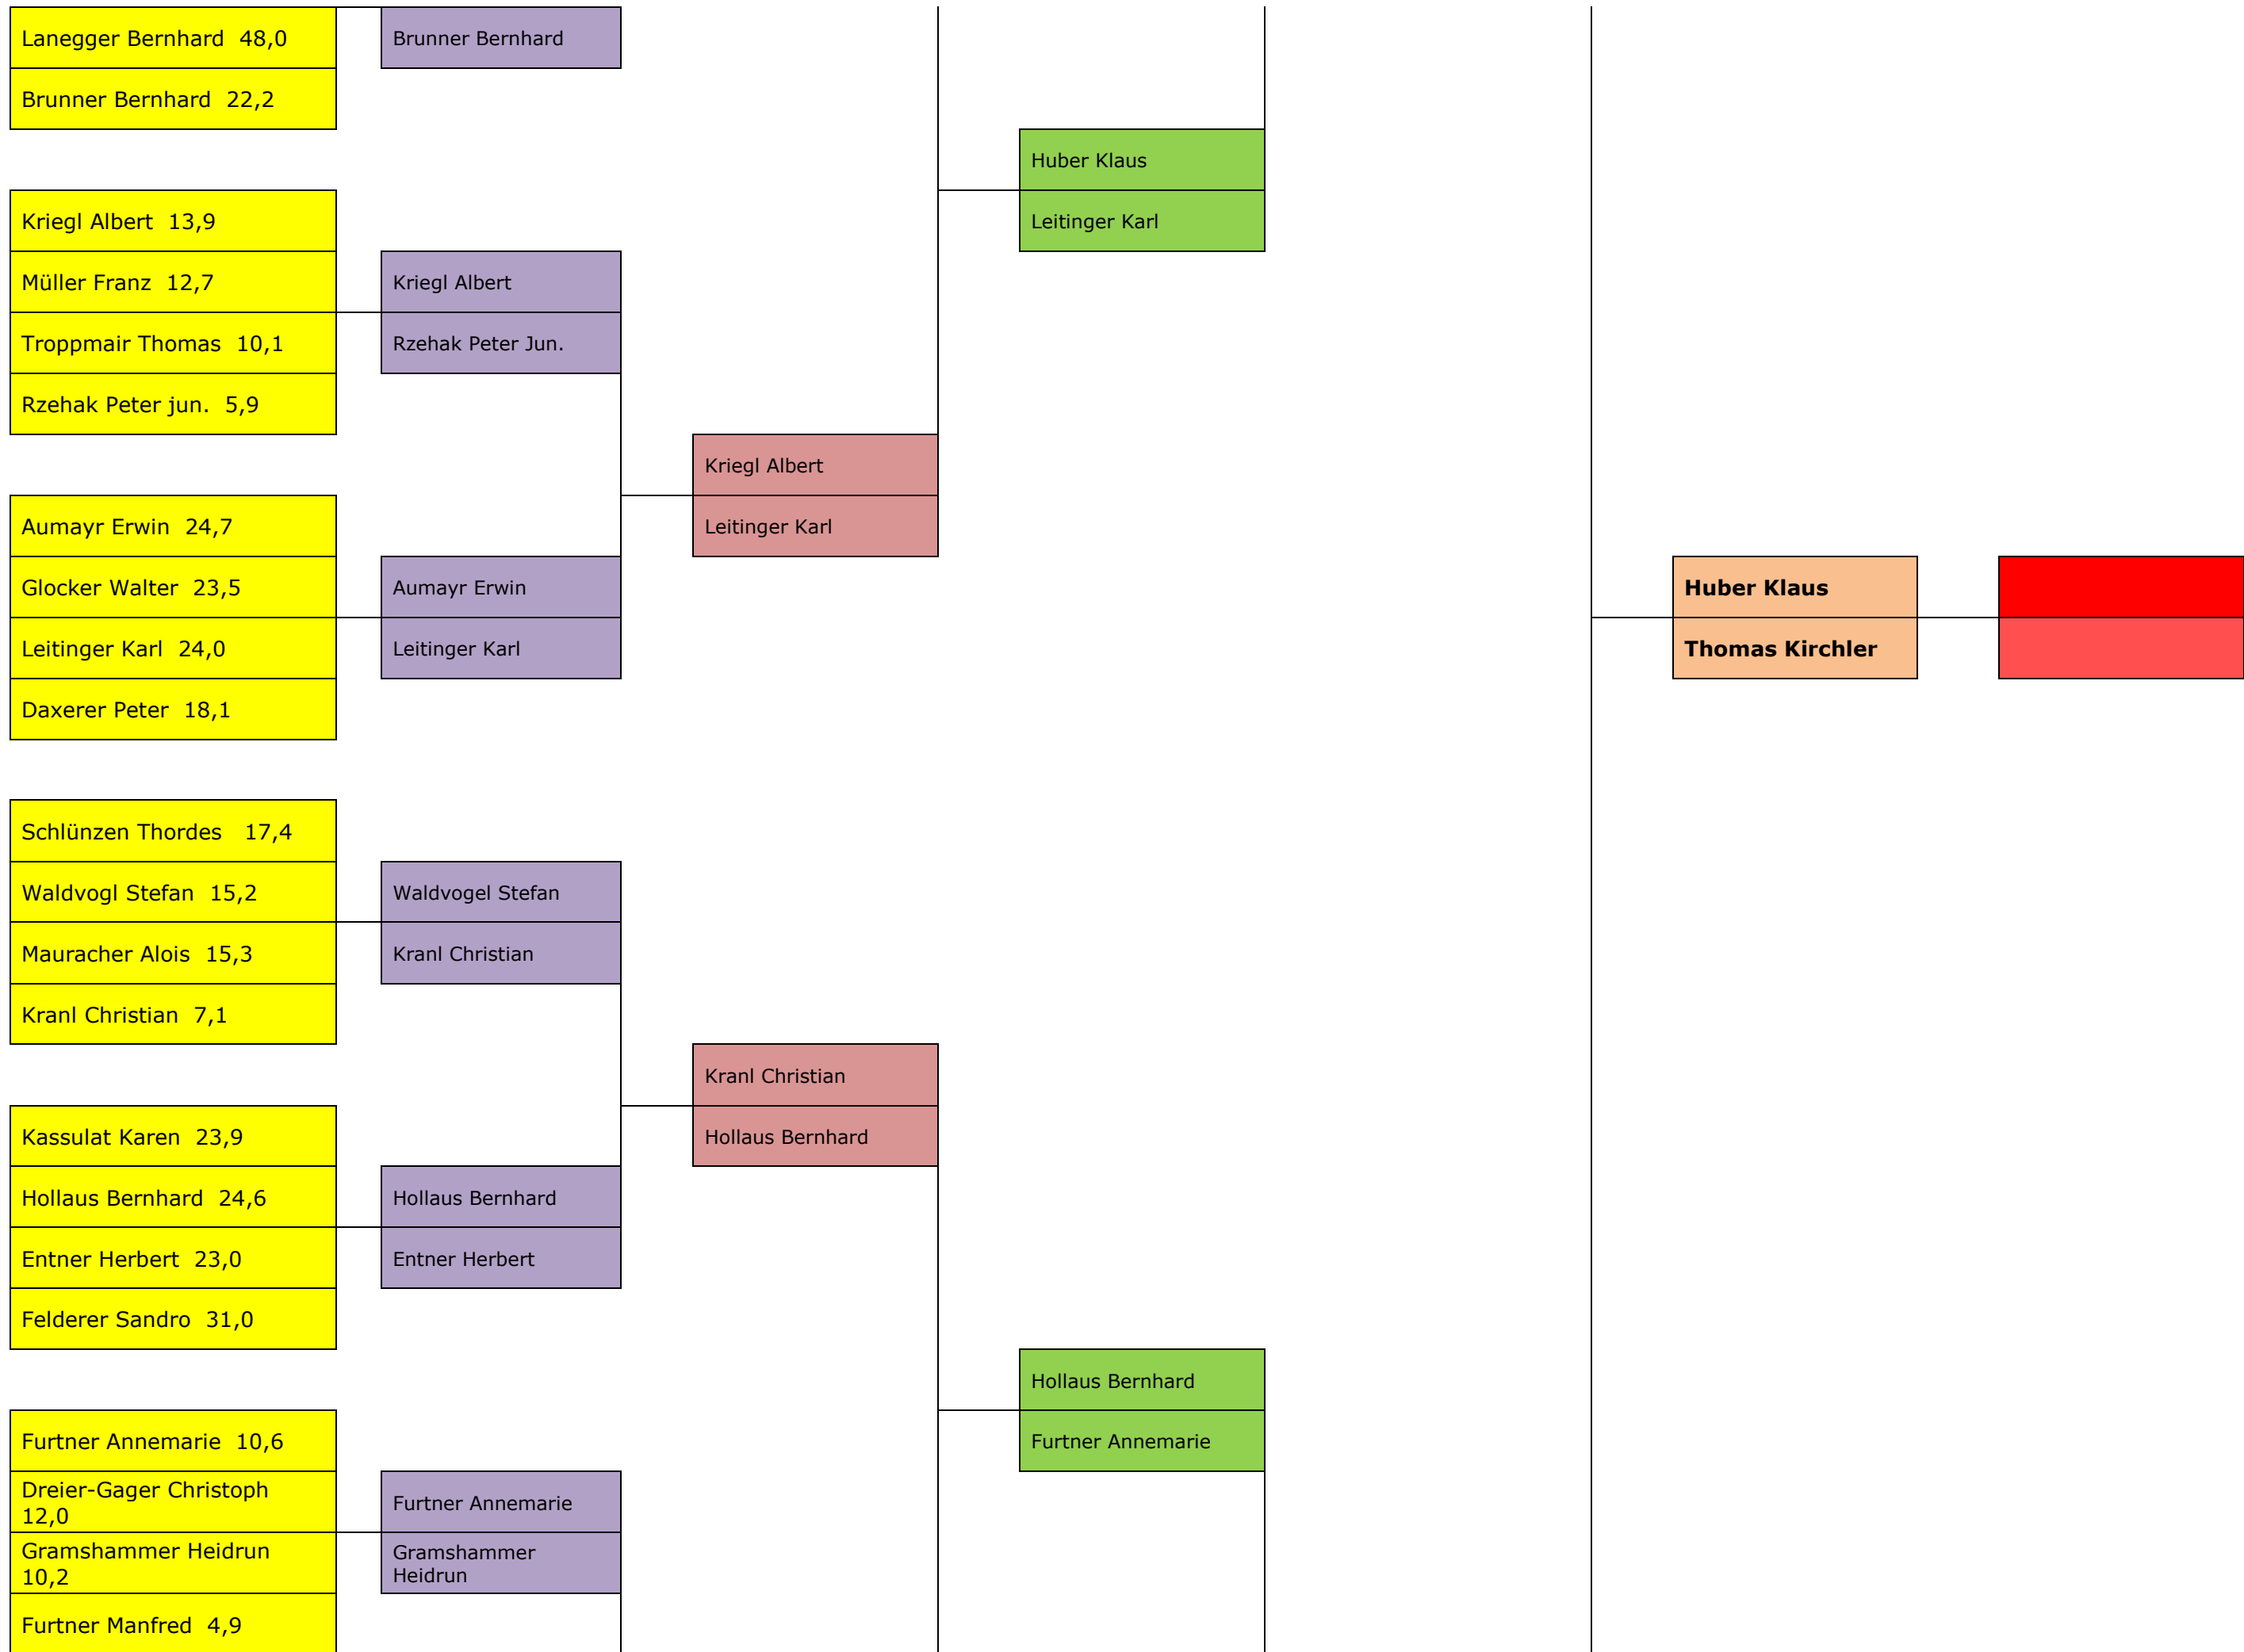 Lanegger Bernhard  48,0
Brunner Bernhard
Brunner Bernhard  22,2
Huber Klaus
Kriegl Albert  13,9
Leitinger Karl
Müller Franz  12,7
Kriegl Albert
Troppmair Thomas  10,1
Rzehak Peter Jun.
Rzehak Peter jun.  5,9
Kriegl Albert
Aumayr Erwin  24,7
Leitinger Karl
Glocker Walter  23,5
Aumayr Erwin
Huber Klaus
Leitinger Karl  24,0
Leitinger Karl
Thomas Kirchler
Daxerer Peter  18,1
Schlünzen Thordes   17,4
Waldvogl Stefan  15,2
Waldvogel Stefan
Mauracher Alois  15,3
Kranl Christian
Kranl Christian  7,1
Kranl Christian
Kassulat Karen  23,9
Hollaus Bernhard
Hollaus Bernhard  24,6
Hollaus Bernhard
Entner Herbert  23,0
Entner Herbert
Felderer Sandro  31,0
Hollaus Bernhard
Furtner Annemarie  10,6
Furtner Annemarie
Dreier-Gager Christoph
12,0
Furtner Annemarie
Gramshammer Heidrun
10,2
Gramshammer
Heidrun
Furtner Manfred  4,9